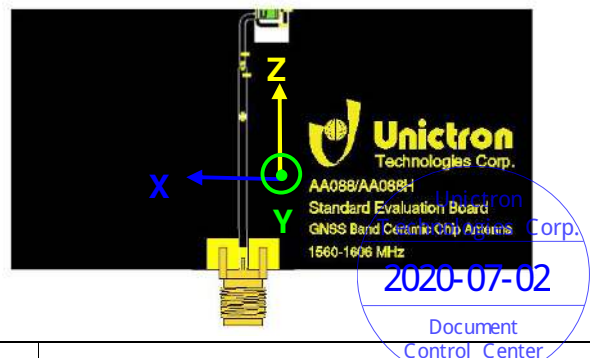 Z
X
Y
Unictron
Technologies Corp.
AA088/AA088H
Standard Evaluation Board
GNSS Band Ceramic Chip Antenna
1560-1606 MHz
Unictron
Technologies Corp.
2020-07-02
Document
Control Center